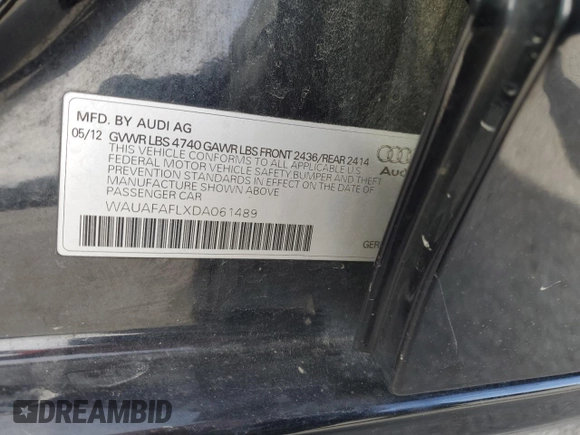 MFD. BY AUDI AG
05/12 GVWR LBS 4740 GAWR LBS FRONT 2436/REAR 2414
THIS VEHICLE CONFORMS TO ALL APPLICABLE U.S
FEDERAL MOTOR VEHICLE SAFETY,BUMPER AND THEFT
PREVENTION STANDARDS IN EFFECT ON THE DATE OF
MANUFACTURE SHOWN ABOVE
PASSENGER CAR
WAUAFAFLXDA061489
Aud
GER
DREAMBID